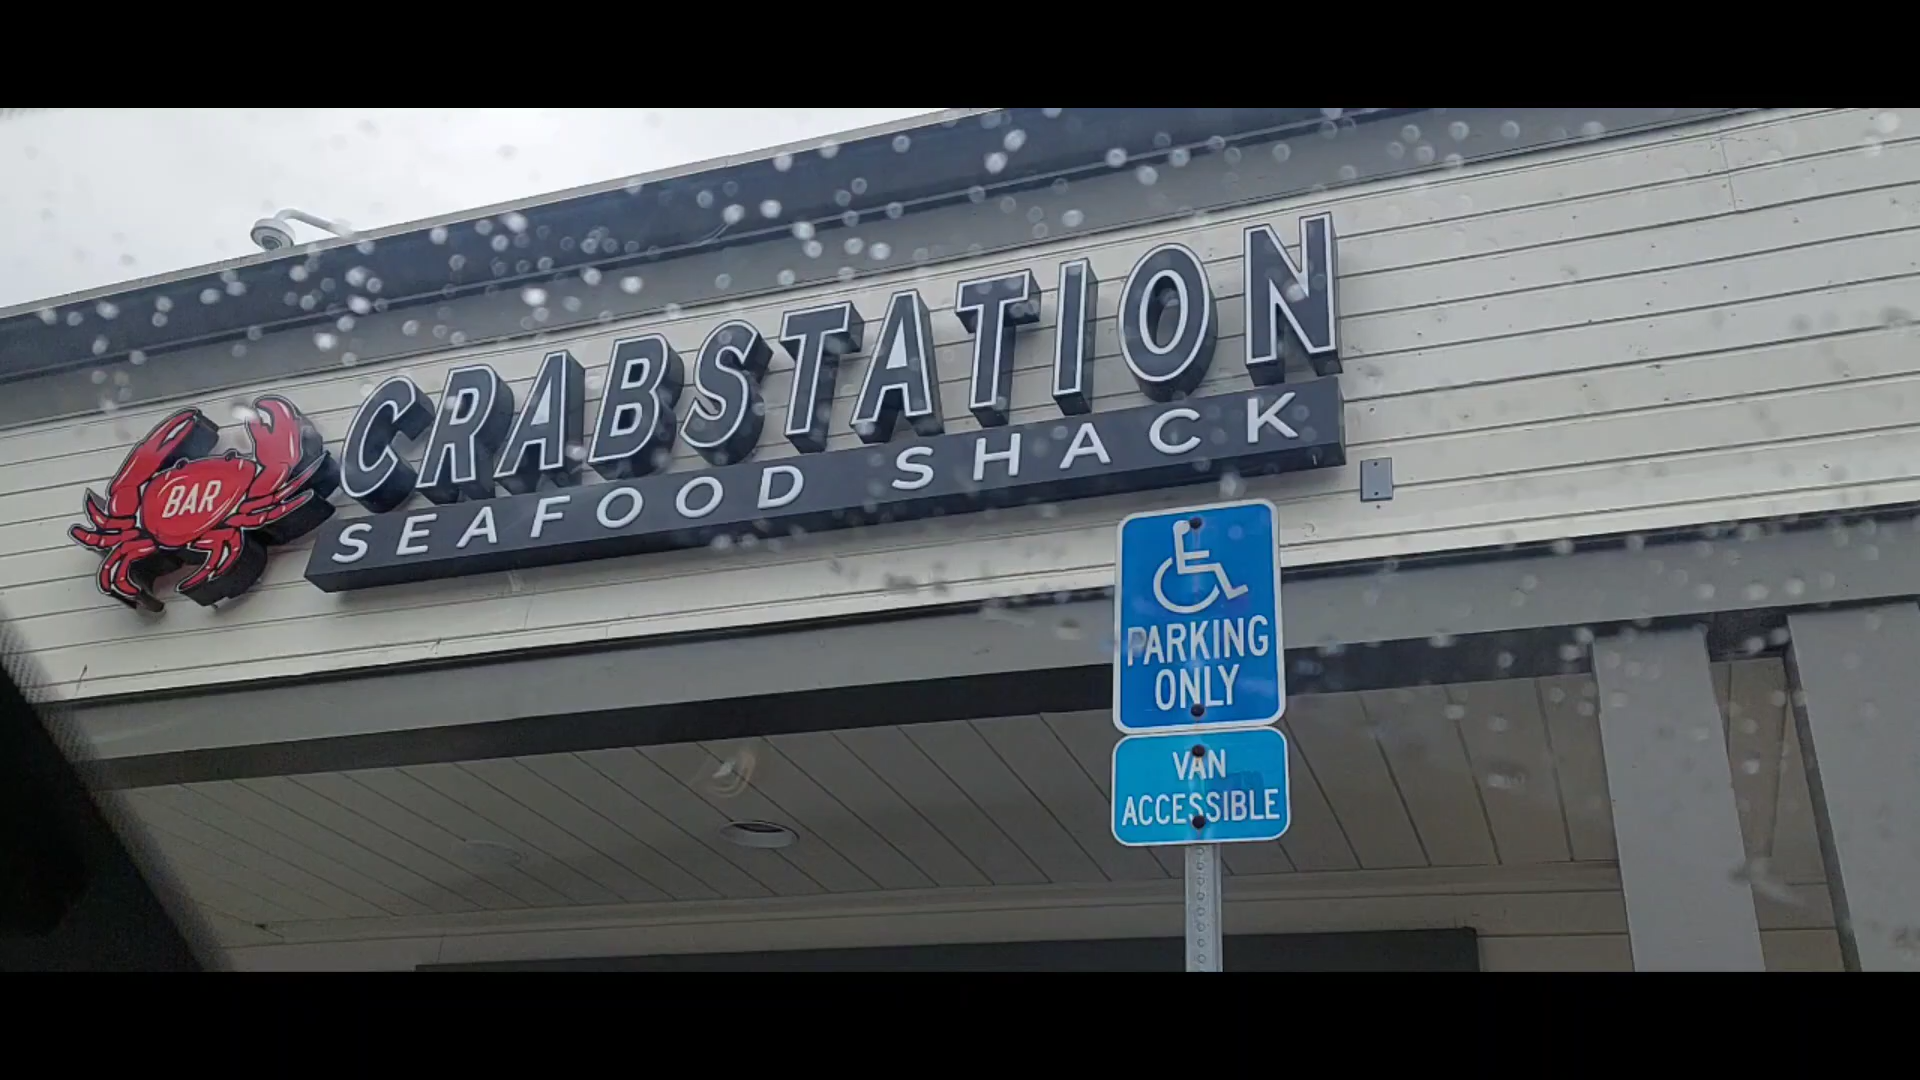 BAR
CRABSTATION
SEAFOOD SHACK
PARKING
ONLY
VAN
ACCESSIBLE